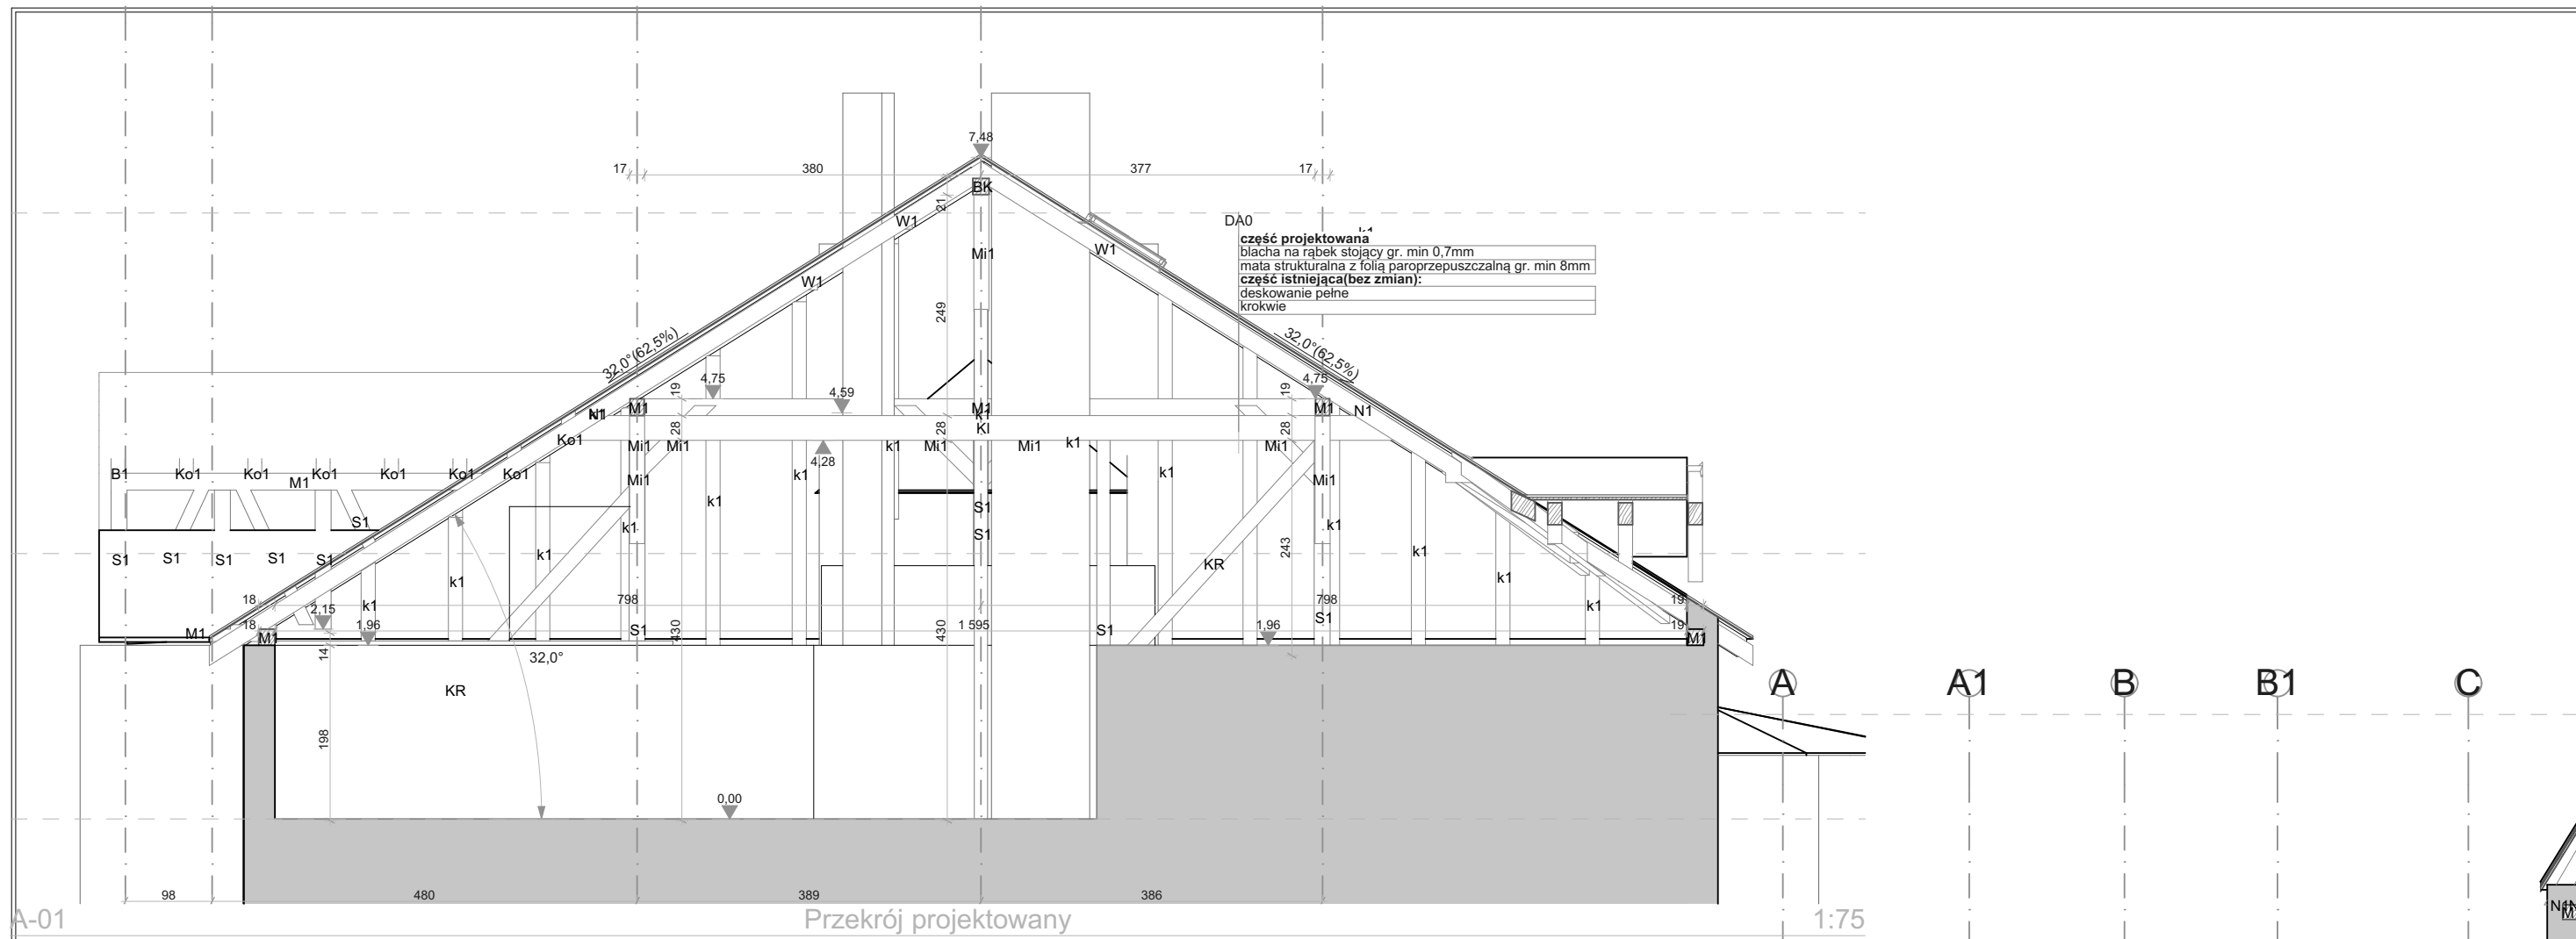 7,48
17
380
377
17
BK
21
W1
DA0
W1
Mi1
W1
część projektowana
blacha na rąbek stojący gr. min 0,7mm
mata strukturalna z folią paroprzepuszczalną gr. min 8mm
część istniejąca(bez zmian):
deskowanie pełne
krokwie
W1
249
32,0°(62,5%)
32,0°(62,5%)
19
4,75
4,59
19
4,75
M1
M1
M1
N1
N1
k1
28
28
Kl
28
Ko1
Mi1
Mi1
k1
Mi1
Mi1
k1
Mi1
4,28
B1
Ko1
Ko1
Ko1
Ko1
Ko1
Ko1
M1
Mi1
k1
k1
Mi1
k1
S1
k1
S1
k1
S1
243
k1
k1
S1
S1
S1
S1
S1
KR
k1
k1
k1
k1
18
798
798
19
2,15
1,96
S1
M1
18
M1
S1
430
430
1 595
S1
1,96
19
M1
14
32,0°
KR
A
A1
B
B1
C
198
0,00
98
480
389
386
A-01
Przekrój projektowany
1:75